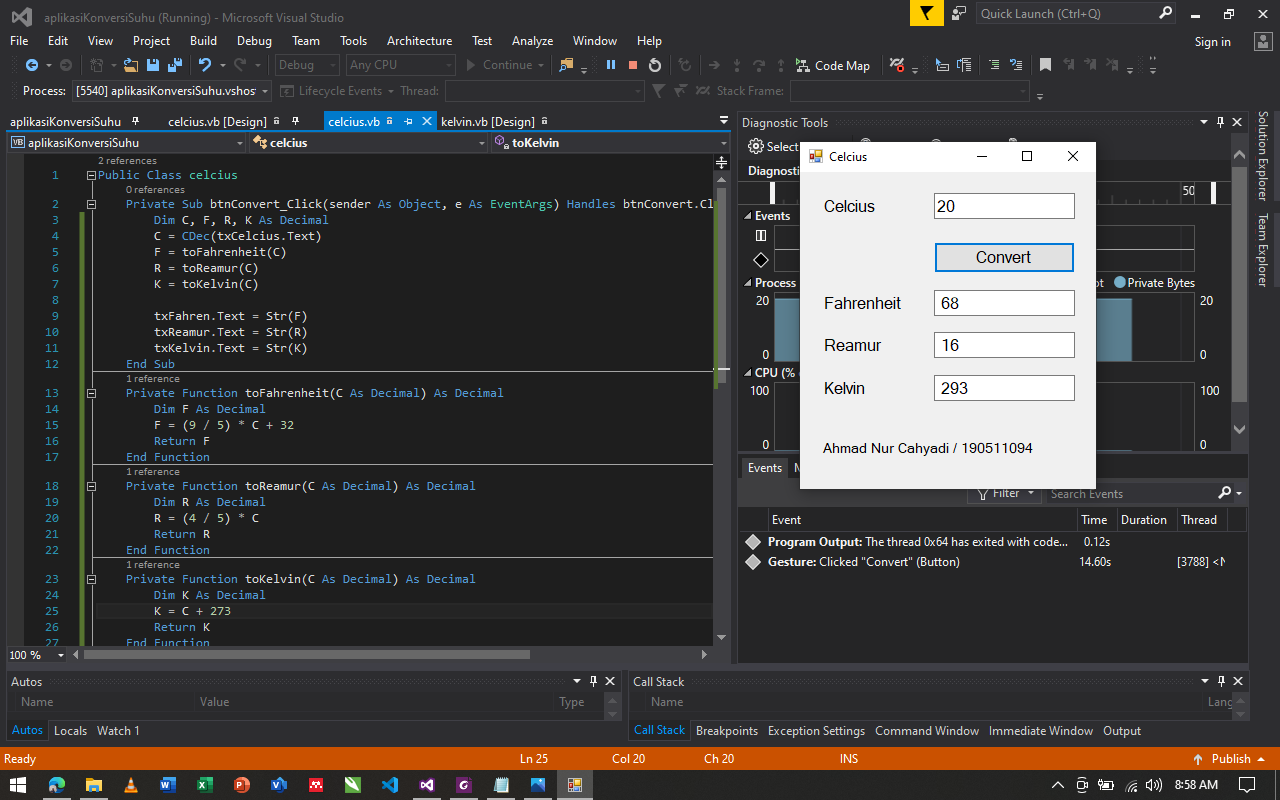 aplikasiKonversiSuhu (Running) - Microsoft Visual Studio
Quick Launch (Ctrl+Q)
File Edit View Project Build Debug Team Tools Architecture Test Analyze Window Help
Sign in
Debug Any CPU Continue Code Map
Process: [5540] aplikasiKonversiSuhu.vshos Lifecycle Events Thread: Stack Frame:
aplikasiKonversiSuhu celcius.vb [Design] celcius.vb kelvin.vb [Design]
VB aplikasiKonversiSuhu celcius toKelvin
2 references
1 Public Class celcius
0 references
2 Private Sub btnConvert_Click(sender As Object, e As EventArgs) Handles btnConvert.Cl
3 Dim C, F, R, K As Decimal
4 C = CDec(txCelcius.Text)
5 F = toFahrenheit(C)
6 R = toReamur(C)
7 K = toKelvin(C)
8
9 txFahren.Text = Str(F)
10 txReamur.Text = Str(R)
11 txKelvin.Text = Str(K)
12 End Sub
1 reference
13 Private Function toFahrenheit(C As Decimal) As Decimal
14 Dim F As Decimal
15 F = (9 / 5) * C + 32
16 Return F
17 End Function
1 reference
18 Private Function toReamur(C As Decimal) As Decimal
19 Dim R As Decimal
20 R = (4 / 5) * C
21 Return R
22 End Function
1 reference
23 Private Function toKelvin(C As Decimal) As Decimal
24 Dim K As Decimal
25 K = C + 273
26 Return K
27 End Function
100 %
Diagnostic Tools
Select
Diagnosti
50
Events
Process
ot Private Bytes
20 20
0 0
CPU (%
100 100
0 0
Solution Explorer
Team Explorer
Celcius
Celcius 20
Convert
Fahrenheit 68
Reamur 16
Kelvin 293
Ahmad Nur Cahyadi / 190511094
Events
Filter Search Events
Event Time Duration Thread
Program Output: The thread 0x64 has exited with code... 0.12s
Gesture: Clicked "Convert" (Button) 14.60s [3788] <N
Autos
Name Value Type
Autos Locals Watch 1
Call Stack
Name Lang
Call Stack Breakpoints Exception Settings Command Window Immediate Window Output
Ready Ln 25 Col 20 Ch 20 INS Publish
8:58 AM